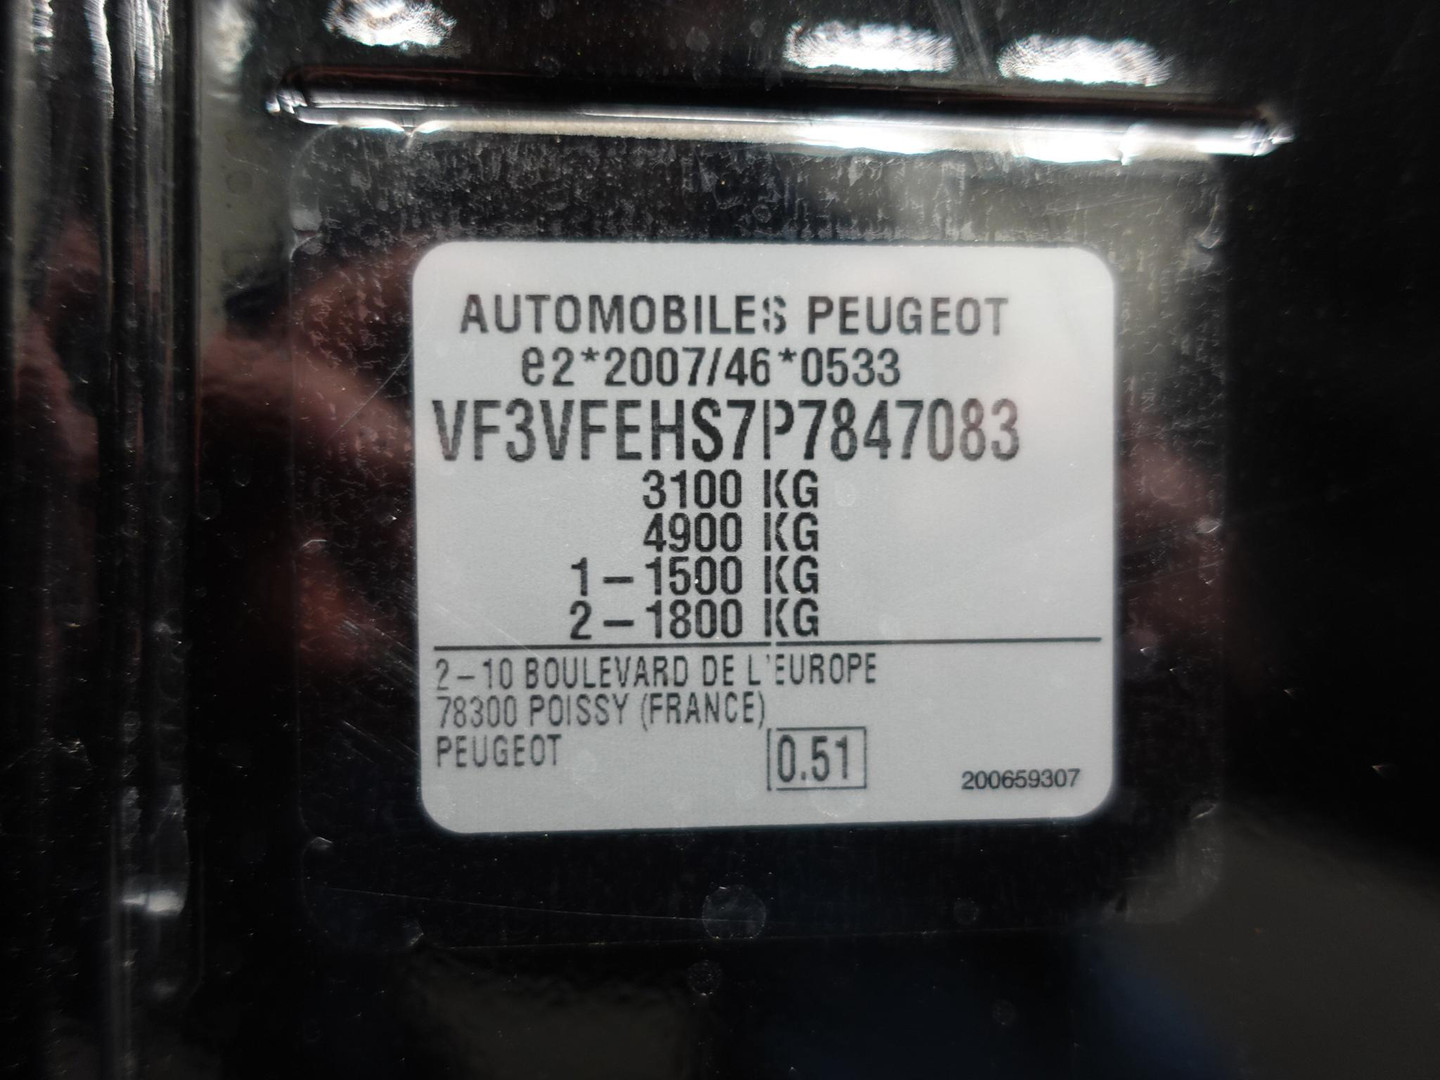 AUTOMOBILES PEUGEOT
e2*2007/46*0533
VF3VFEHS7P7847083
3100 KG
4900 KG
1-1500 KG
2-1800 KG
2-10 BOULEVARD DE L'EUROPE
78300 POISSY (FRANCE)
PEUGEOT
0.51
200659307